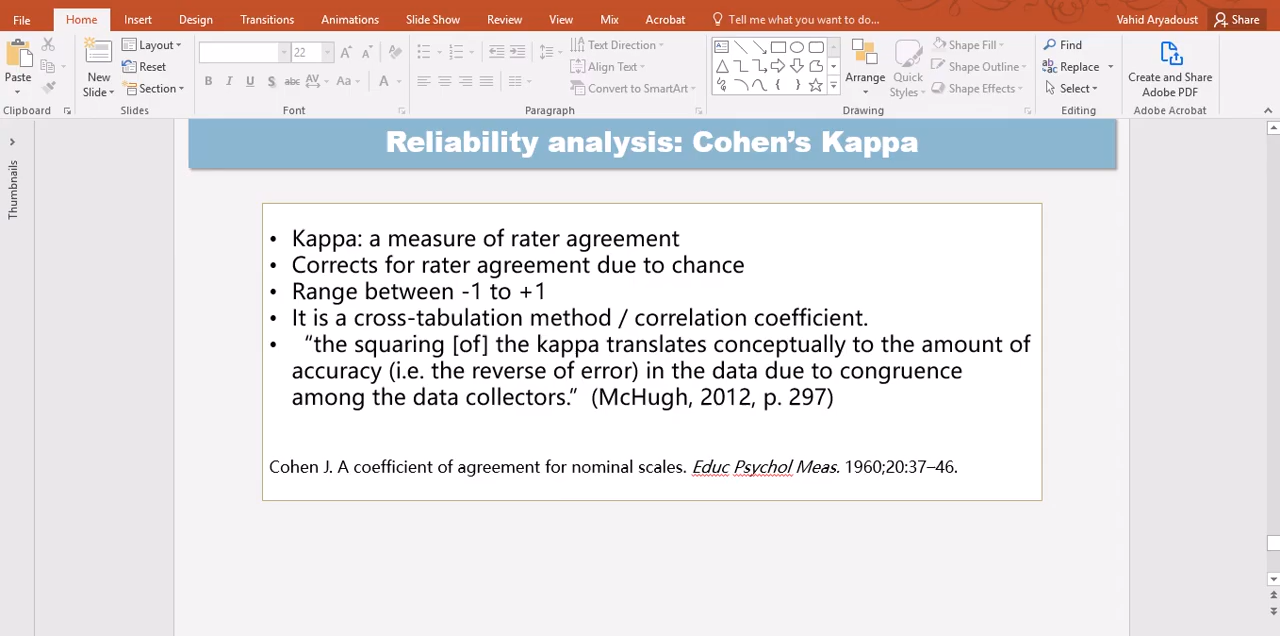 File Home Insert Design Transitions Animations Slide Show Review View Mix Acrobat Tell me what you want to do... Vahid Aryadoust Share
Paste
Clipboard
New Slide
Layout
Reset
Section
Slides
22
B I U S abc AV Aa A
Font
Text Direction
Align Text
Convert to SmartArt
Paragraph
Arrange
Quick Styles
Shape Fill
Shape Outline
Shape Effects
Drawing
Find
Replace
Select
Editing
Create and Share
Adobe PDF
Adobe Acrobat
Thumbnails
Reliability analysis: Cohen’s Kappa
• Kappa: a measure of rater agreement
• Corrects for rater agreement due to chance
• Range between -1 to +1
• It is a cross-tabulation method / correlation coefficient.
• “the squaring [of] the kappa translates conceptually to the amount of
accuracy (i.e. the reverse of error) in the data due to congruence
among the data collectors.” (McHugh, 2012, p. 297)
Cohen J. A coefficient of agreement for nominal scales. Educ Psychol Meas. 1960;20:37–46.